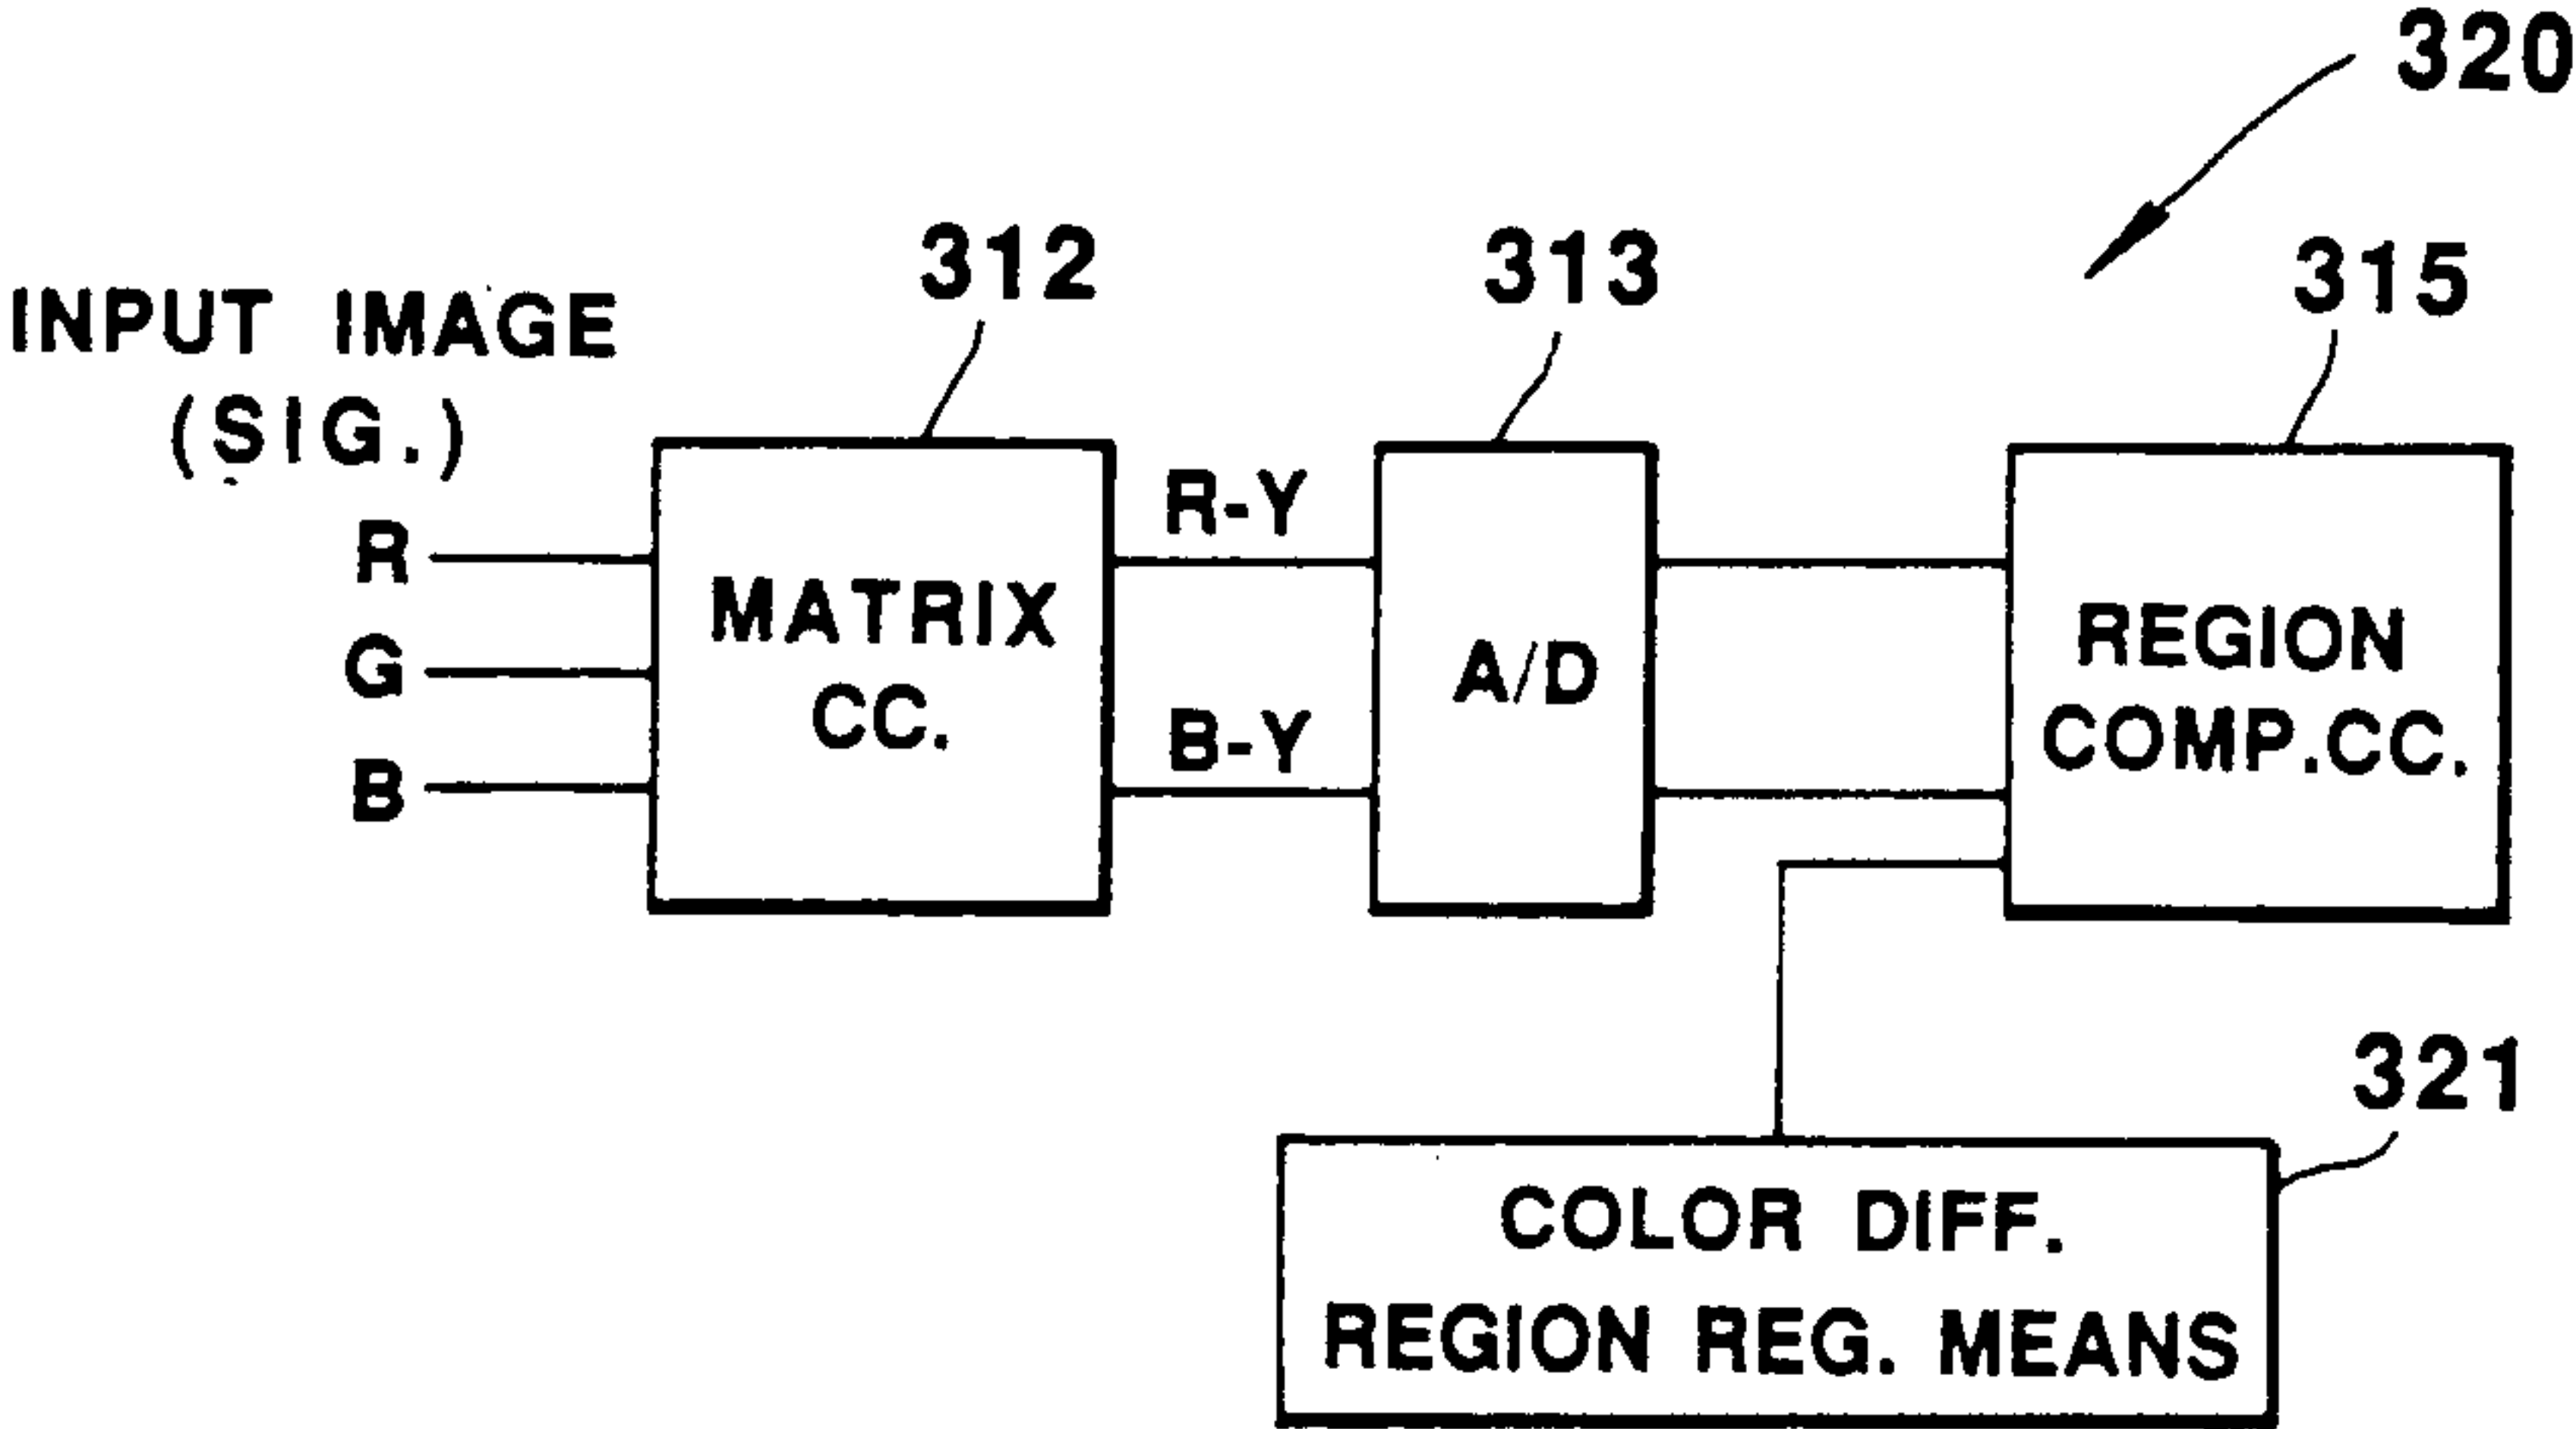 320
312
313
315
INPUT IMAGE
(SIG.)
R
G
B
MATRIX
CC.
R-Y
B-Y
A/D
REGION
COMP.CC.
321
COLOR DIFF.
REGION REG. MEANS